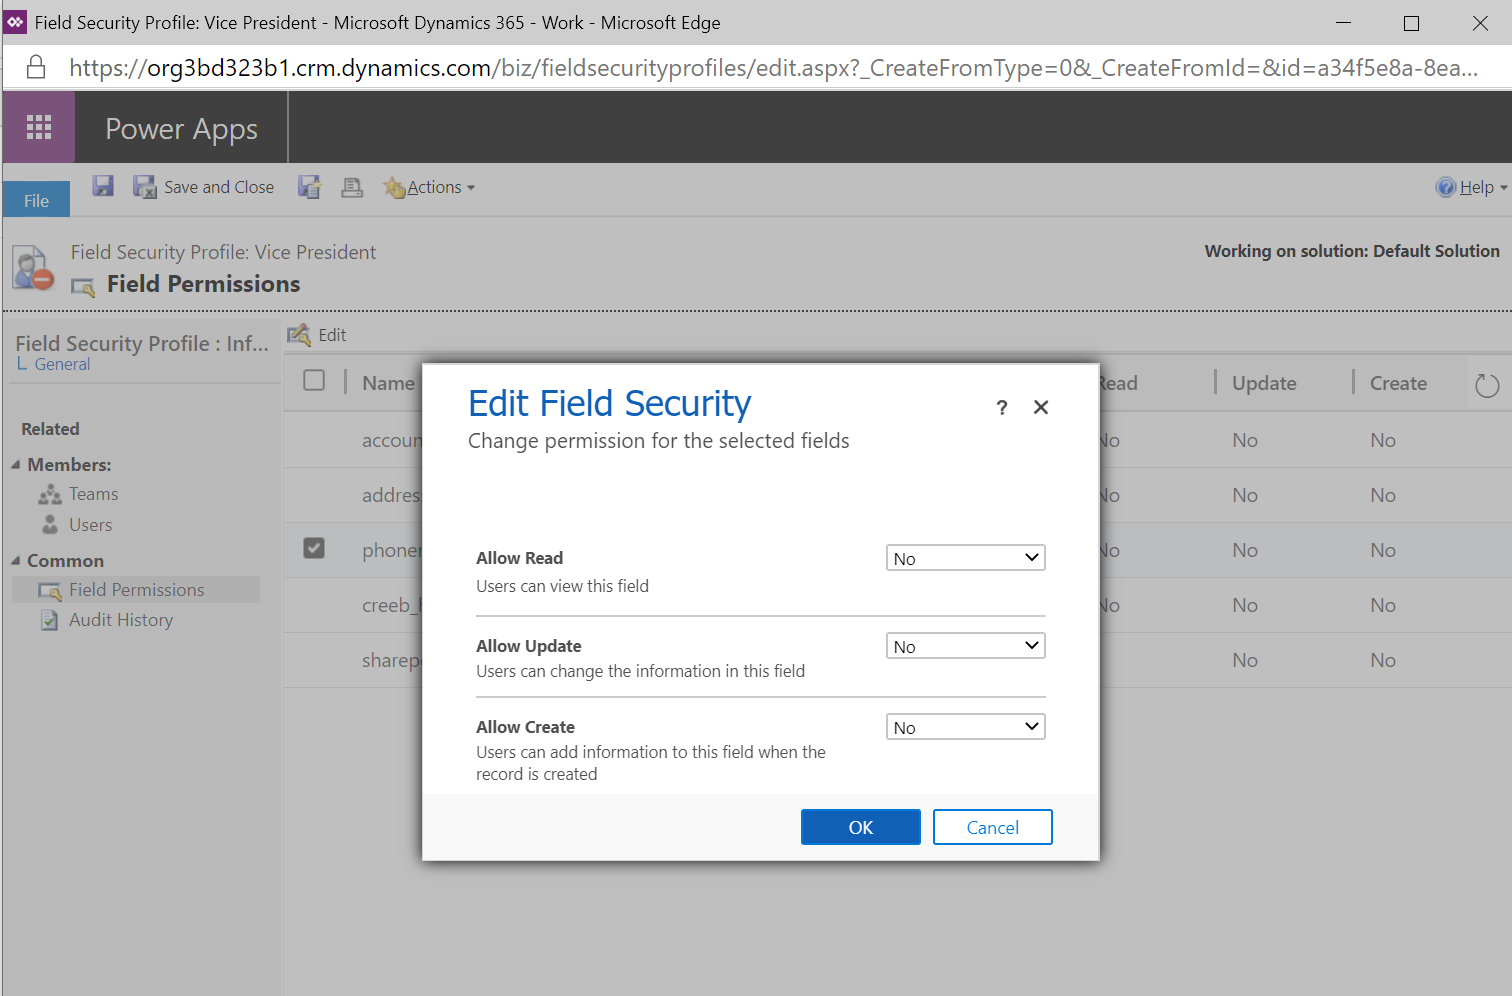 Field Security Profile: Vice President - Microsoft Dynamics 365 - Work - Microsoft Edge
https://org3bd323b1.crm.dynamics.com/biz/fieldsecurityprofiles/edit.aspx?_CreateFromType=0&_CreateFromId=&id=a34f5e8a-8ea...
Power Apps
File
Save and Close
Actions
Help
Field Security Profile: Vice President
Field Permissions
Working on solution: Default Solution
Field Security Profile : Inf...
General
Related
Members:
Teams
Users
Common
Field Permissions
Audit History
Edit
Name Read Update Create
accoun No No No
addres No No No
phone No No No
creeb_ No No No
sharep No No
Edit Field Security
Change permission for the selected fields
?
Allow Read No
Users can view this field
Allow Update No
Users can change the information in this field
Allow Create No
Users can add information to this field when the
record is created
OK Cancel